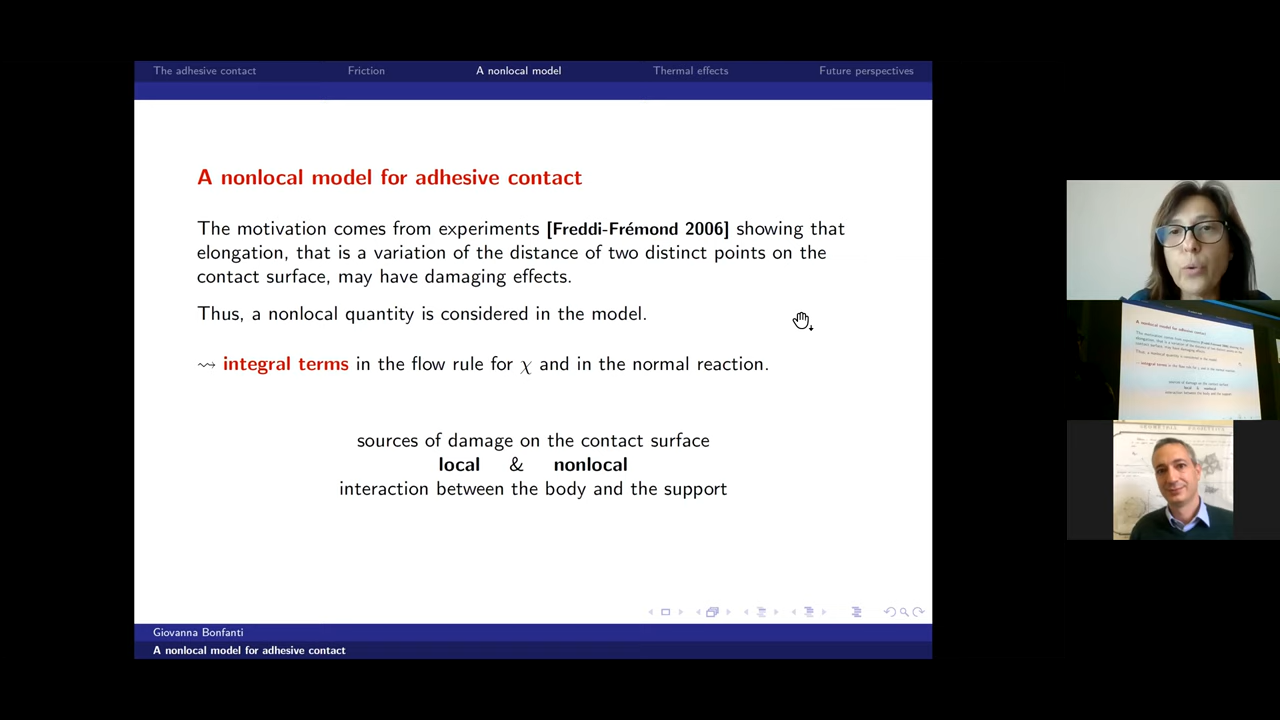 The adhesive contact Friction A nonlocal model Thermal effects Future perspectives
A nonlocal model for adhesive contact
The motivation comes from experiments [Freddi-Frémond 2006] showing that
elongation, that is a variation of the distance of two distinct points on the
contact surface, may have damaging effects.
Thus, a nonlocal quantity is considered in the model.
⇝ integral terms in the flow rule for χ and in the normal reaction.
sources of damage on the contact surface
local & nonlocal
interaction between the body and the support
Giovanna Bonfanti
A nonlocal model for adhesive contact